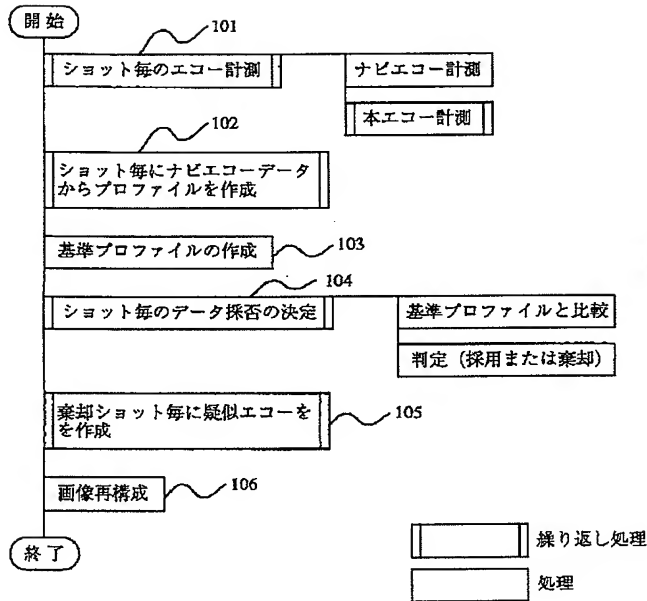 開始
101
ショット毎のエコー計測
ナビエコー計測
本エコー計測
102
ショット毎にナビエコーデータ
からプロファイルを作成
基準プロファイルの作成
103
104
ショット毎のデータ採否の決定
基準プロファイルと比較
判定（採用または棄却）
棄却ショット毎に疑似エコーを
を作成
105
画像再構成
106
終了
繰り返し処理
処理